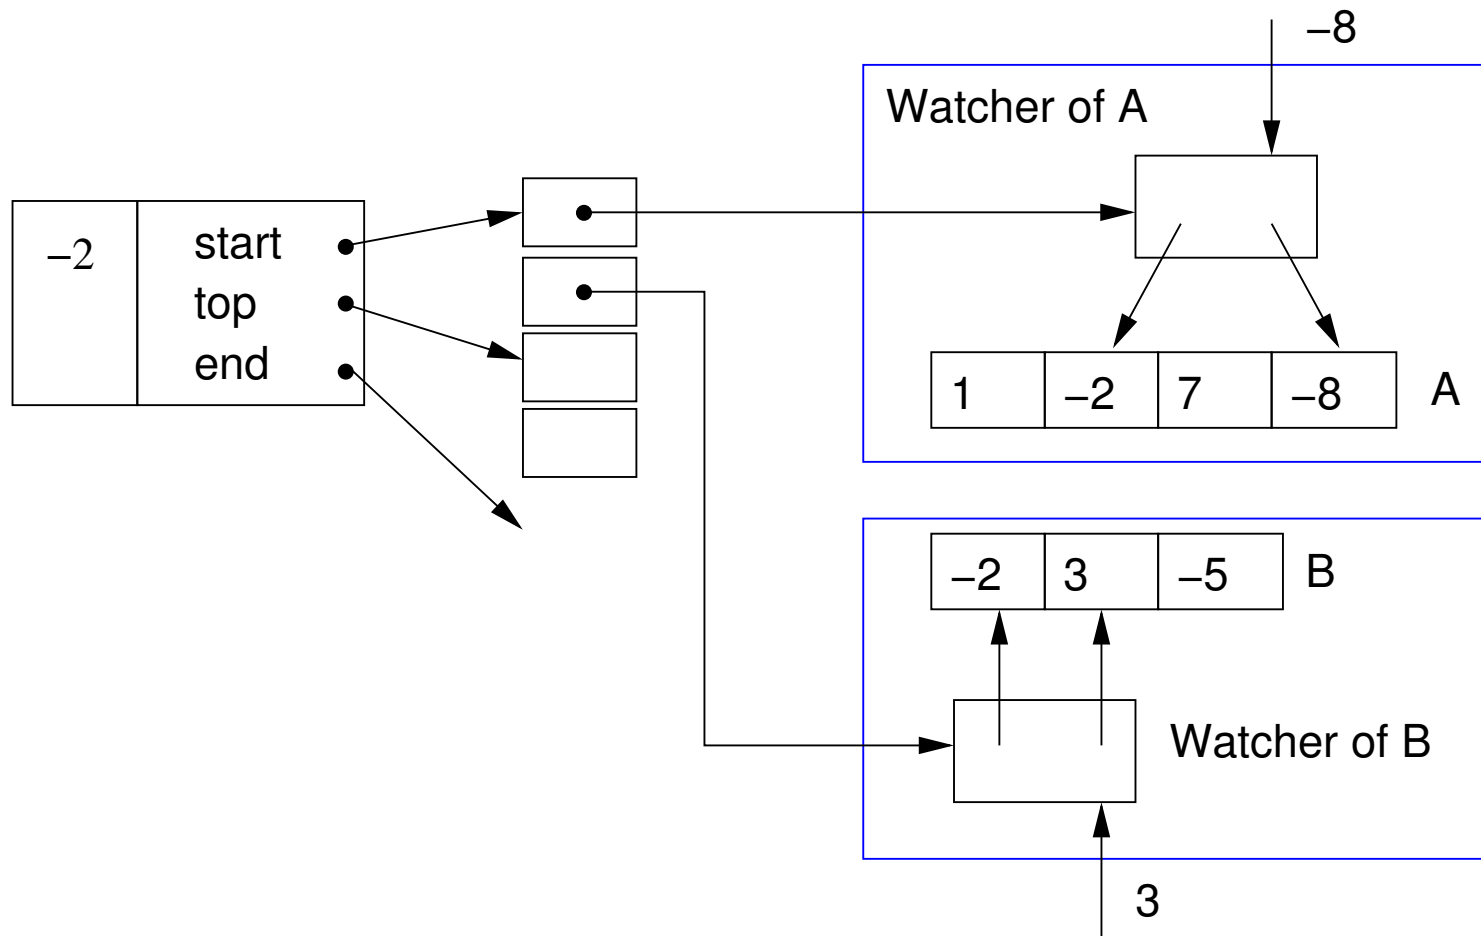 −8
Watcher of A
−2
start
top
end
1 −2 7 −8 A
−2 3 −5 B
Watcher of B
3